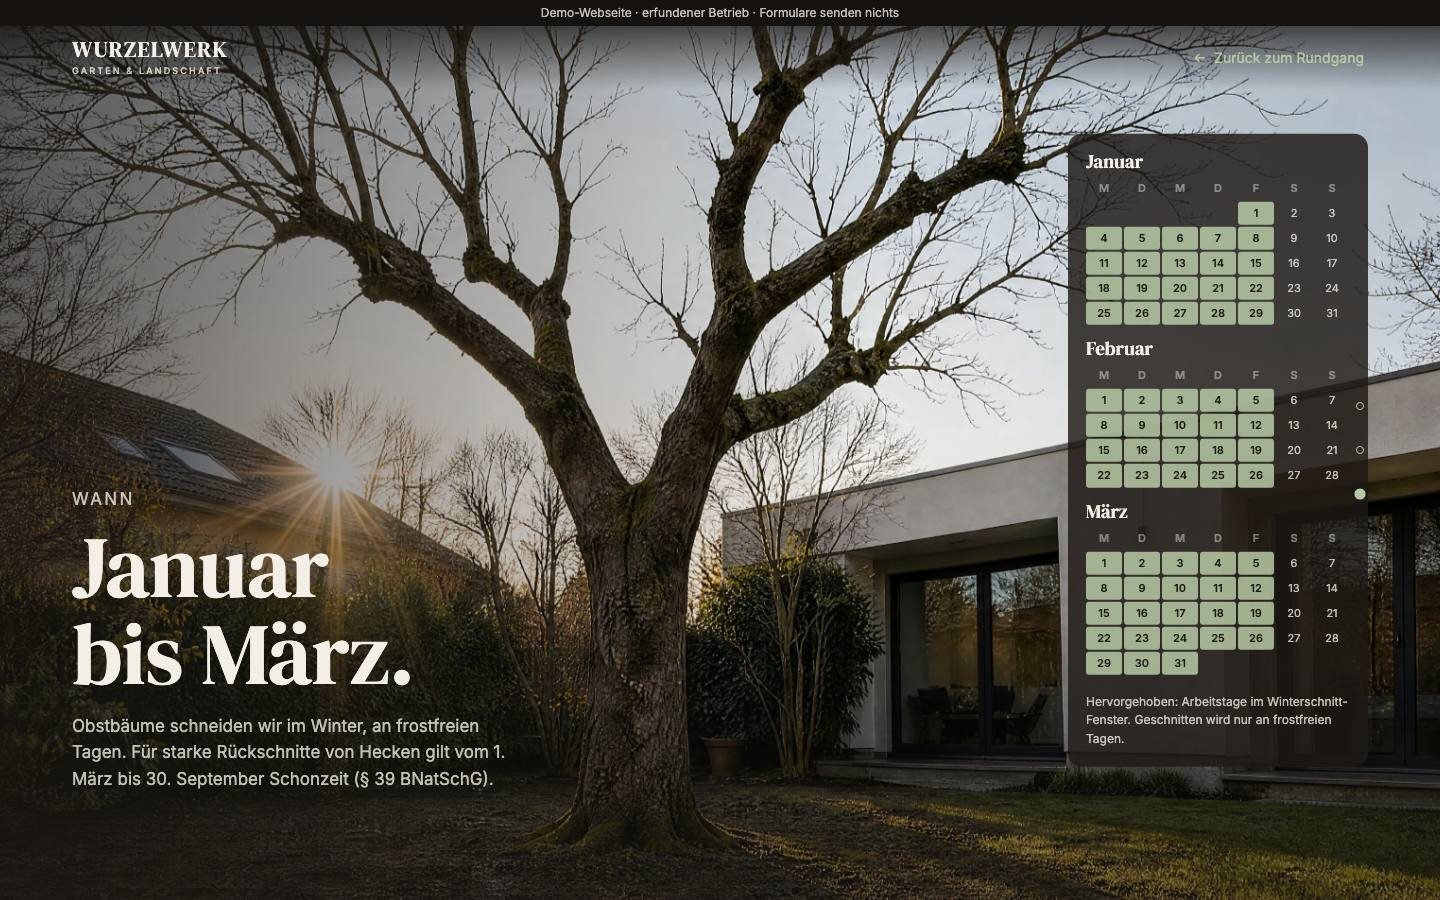 Demo-Webseite · erfundener Betrieb · Formulare senden nichts
WURZELWERK
GARTEN & LANDSCHAFT
← Zurück zum Rundgang
WANN
Januar
bis März.
Obstbäume schneiden wir im Winter, an frostfreien
Tagen. Für starke Rückschnitte von Hecken gilt vom 1.
März bis 30. September Schonzeit (§ 39 BNatSchG).
Januar
M D M D F S S
1 2 3
4 5 6 7 8 9 10
11 12 13 14 15 16 17
18 19 20 21 22 23 24
25 26 27 28 29 30 31
Februar
M D M D F S S
1 2 3 4 5 6 7
8 9 10 11 12 13 14
15 16 17 18 19 20 21
22 23 24 25 26 27 28
März
M D M D F S S
1 2 3 4 5 6 7
8 9 10 11 12 13 14
15 16 17 18 19 20 21
22 23 24 25 26 27 28
29 30 31
Hervorgehoben: Arbeitstage im Winterschnitt-
Fenster. Geschnitten wird nur an frostfreien
Tagen.